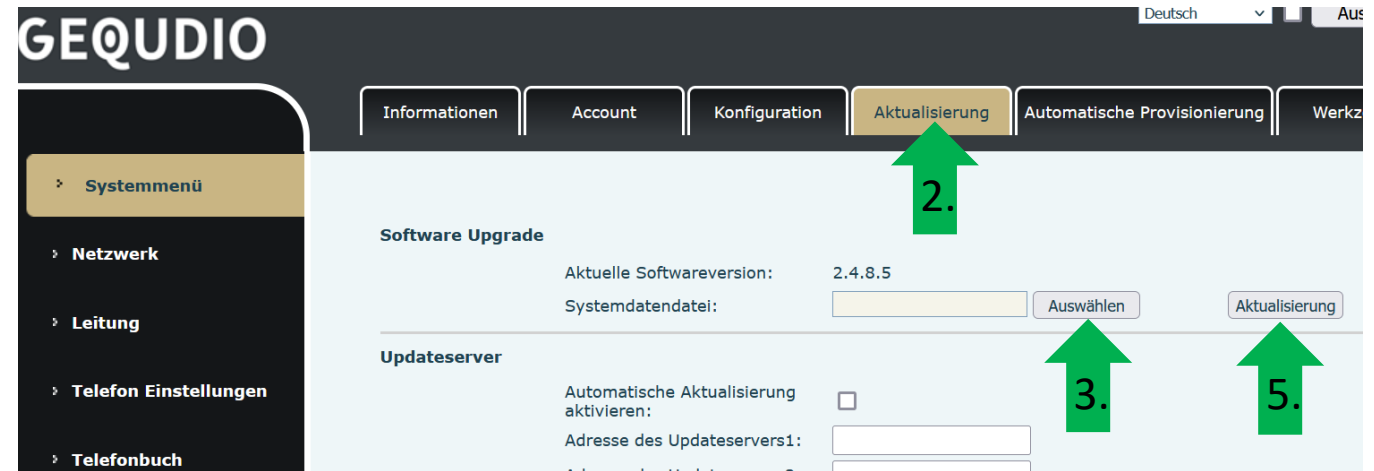 GEQUDIO
Deutsch
Informationen
Account
Konfiguration
Aktualisierung
Automatische Provisionierung
2.
Systemmenü
Netzwerk
Leitung
Telefon Einstellungen
Telefonbuch
Software Upgrade
Aktuelle Softwareversion: 2.4.8.5
Systemdatendatei: Auswählen Aktualisierung
3. 5.
Updateserver
Automatische Aktualisierung
aktivieren:
Adresse des Updateservers1: